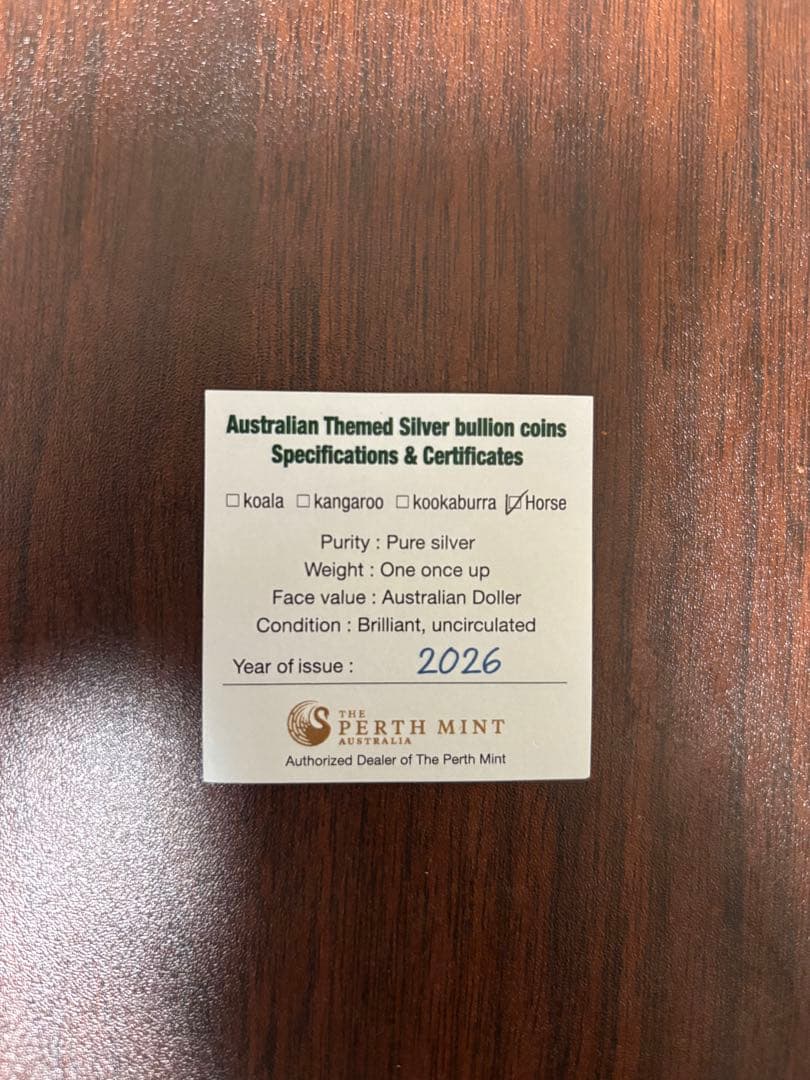 Australian Themed Silver bullion coins
Specifications & Certificates
☐ koala ☐ kangaroo ☐ kookaburra ☑ Horse
Purity : Pure silver
Weight : One once up
Face value : Australian Doller
Condition : Brilliant, uncirculated
Year of issue : 2026
THE
PERTH MINT
AUSTRALIA
Authorized Dealer of The Perth Mint